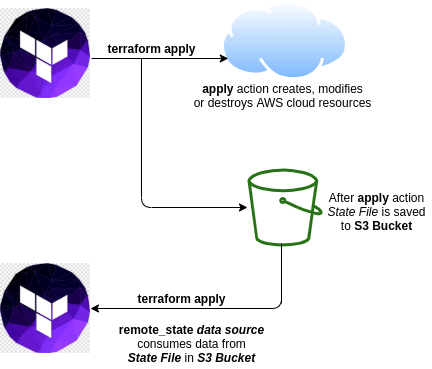 terraform apply
apply action creates, modifies
or destroys AWS cloud resources
After apply action
State File is saved
to S3 Bucket
terraform apply
remote_state data source
consumes data from
State File in S3 Bucket